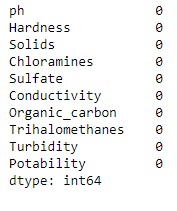 ph 0
Hardness 0
Solids 0
Chloramines 0
Sulfate 0
Conductivity 0
Organic_carbon 0
Trihalomethanes 0
Turbidity 0
Potability 0
dtype: int64